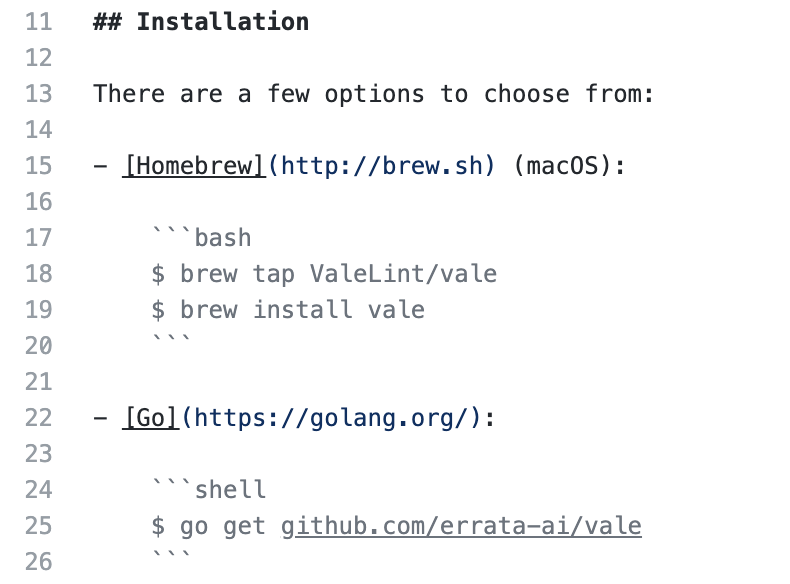 11 ## Installation
12
13 There are a few options to choose from:
14
15 - [Homebrew](http://brew.sh) (macOS):
16
17     ```bash
18     $ brew tap ValeLint/vale
19     $ brew install vale
20     ```
21
22 - [Go](https://golang.org/):
23
24     ```shell
25     $ go get github.com/errata-ai/vale
26     ```